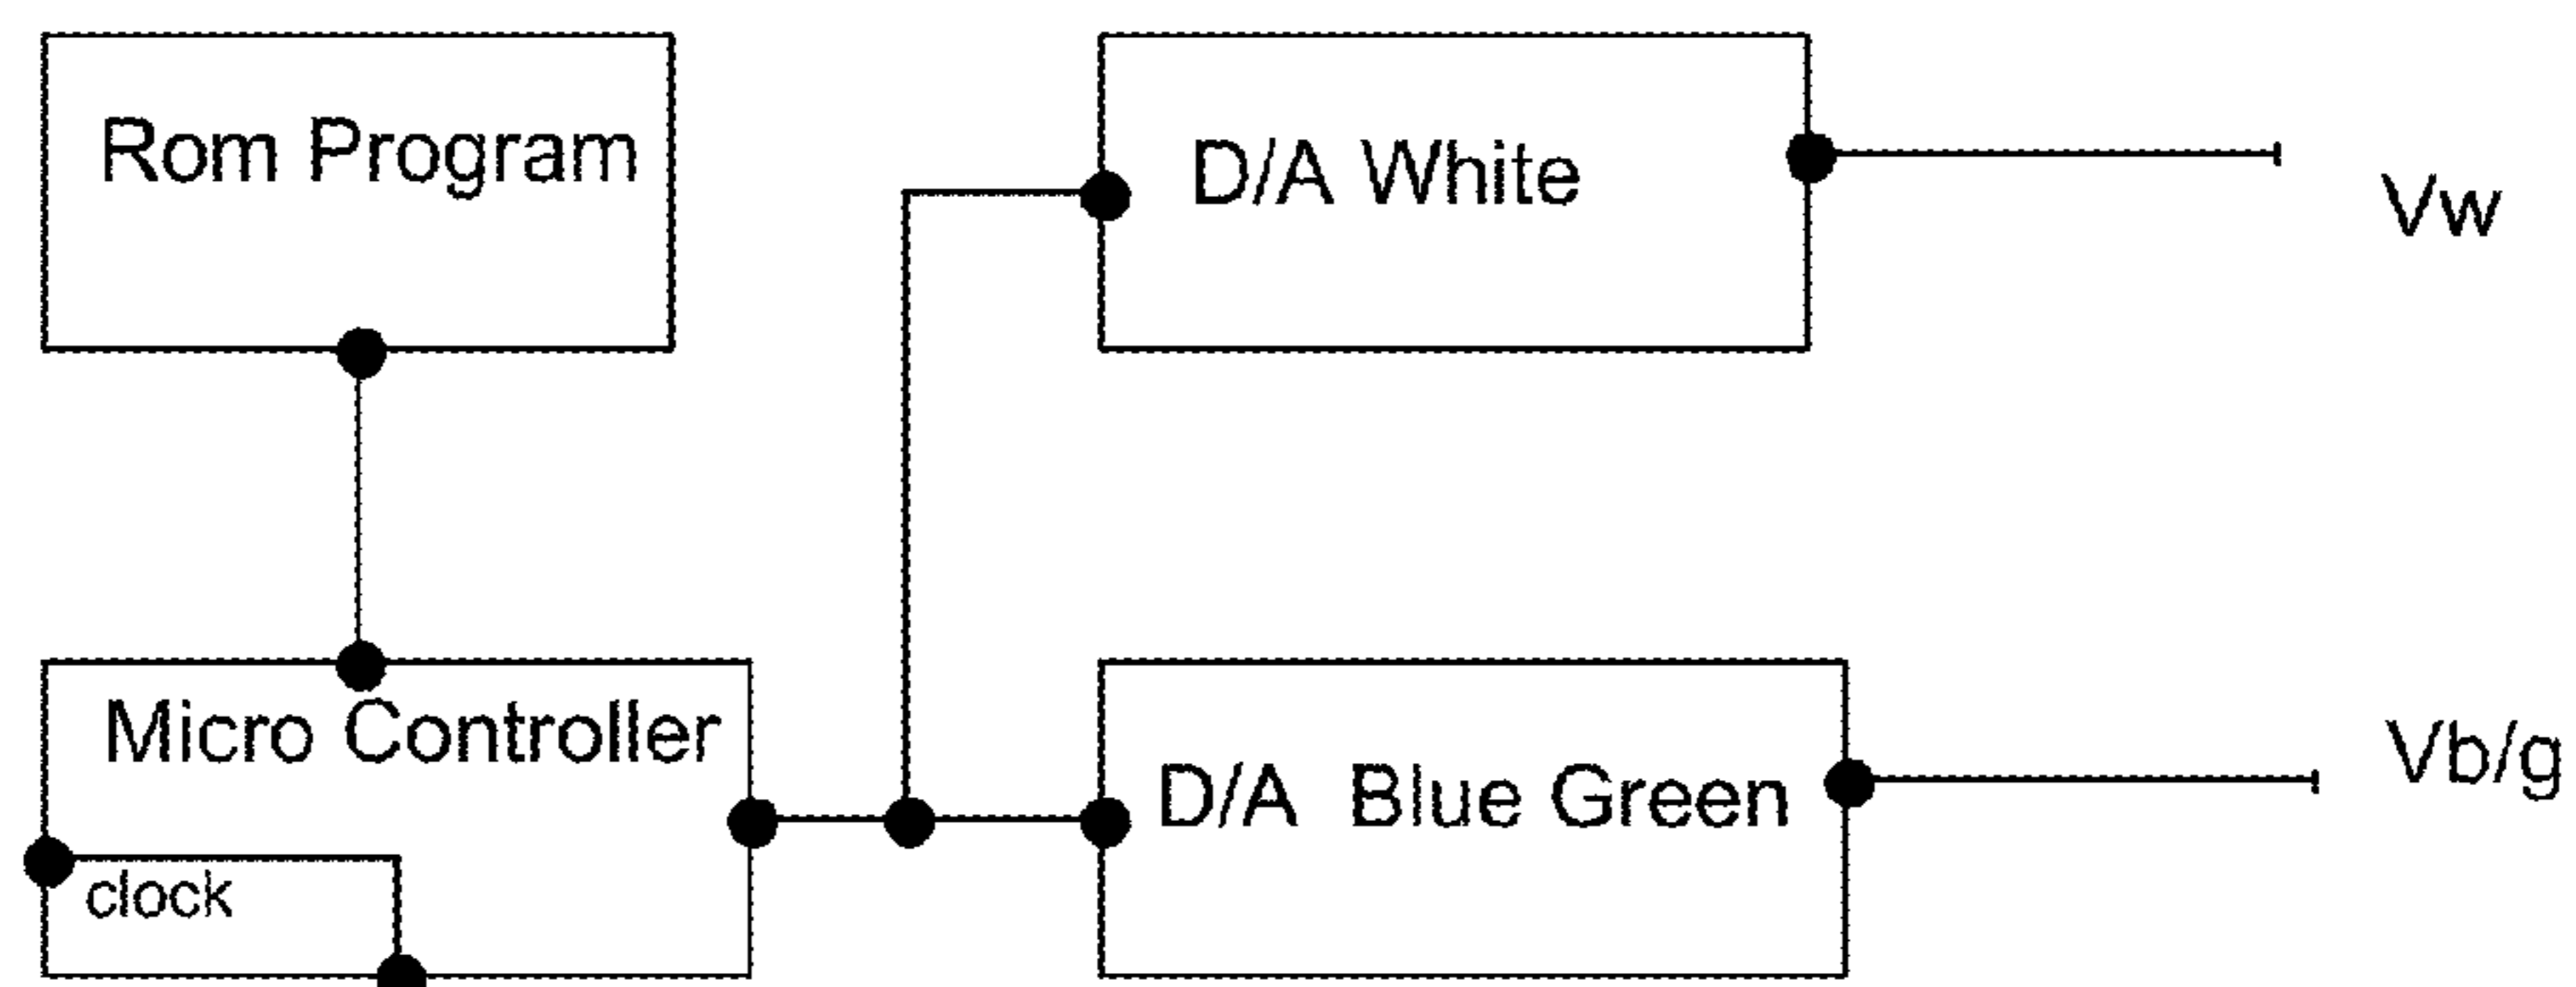 Rom Program
D/A White
Vw
Micro Controller
clock
D/A Blue Green
Vb/g